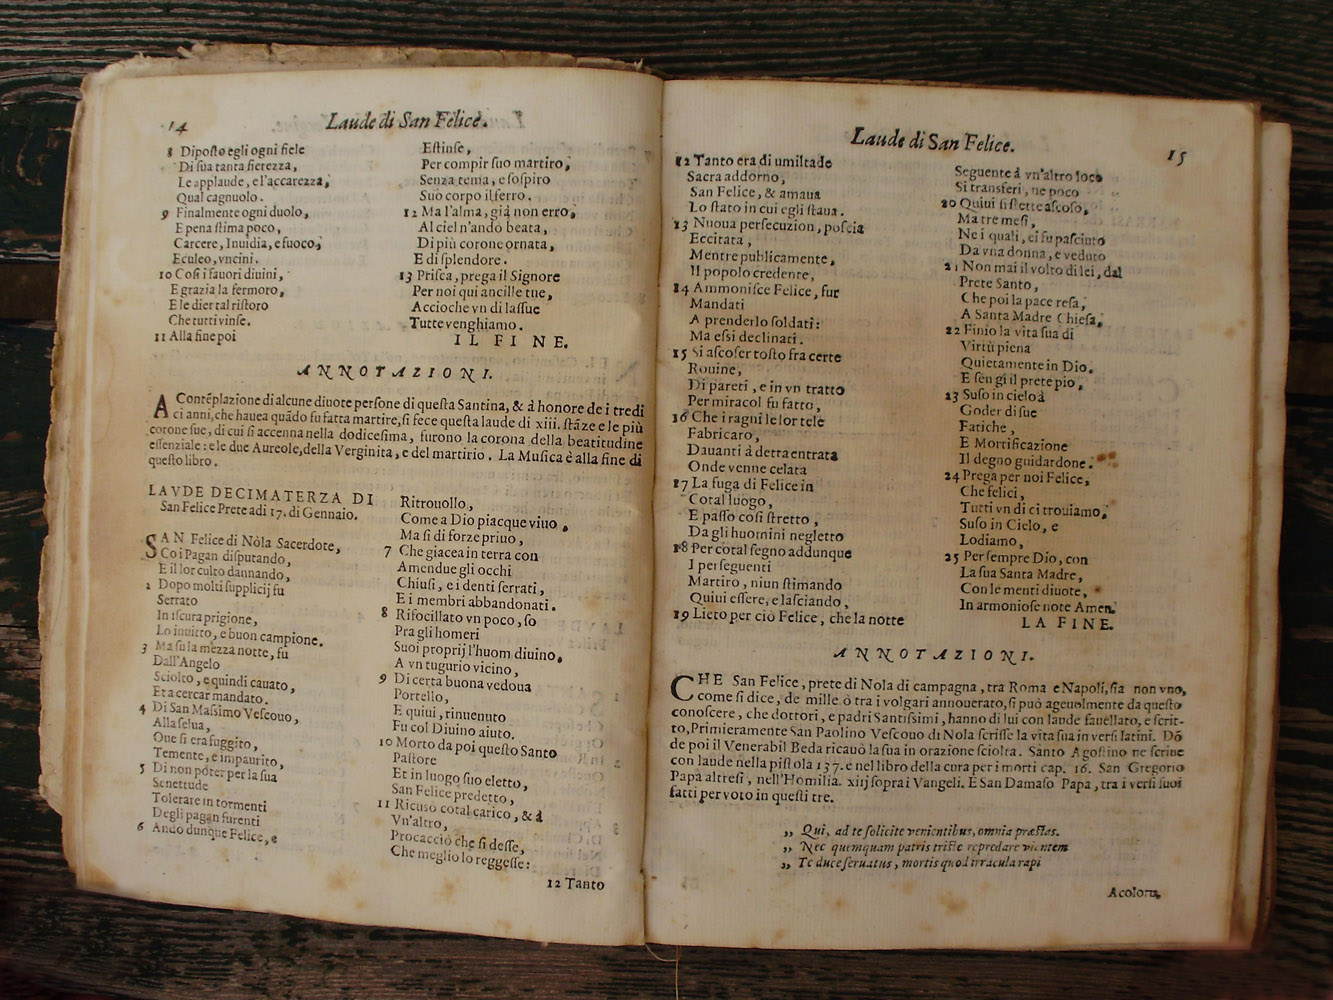 14
Laude di San Felice.
8 Diposto egli ogni fiele
Di sua tanta fierezza,
Le applaude, e l'accarezza,
Qual cagnuolo.
9 Finalmente ogni duolo,
E pena stima poco,
Carcere, Inuidia, e fuoco,
Eculeo, vncini.
10 Cosi i fauori diuini,
E grazia la fermoro,
E le dier tal ristoro
Che tutti vinse.
11 Alla fine poi
Estinse,
Per compir suo martiro,
Senza tema, e sospiro
Suo corpo il ferro.
12 Ma l'alma, già non erro,
Al ciel n'andò beata,
Di più corone ornata,
E di splendore.
13 Prisca, prega il Signore
Per noi qui ancille tue,
Accioche vn di lassue
Tutte venghiamo.
IL FINE.
ANNOTAZIONI.
A Contẽplazione di alcune diuote persone di questa Santina, & à honore de i tredi
ci anni, che hauea quãdo fu fatta martire, si fece questa laude di xiii. stãze e le più
corone sue, di cui si accenna nella dodicesima, furono la corona della beatitudine
essenziale: e le due Aureole, della Verginita, e del martirio. La Musica è alla fine di
questo libro.
LAVDE DECIMATERZA DI
San Felice Prete adi 17. di Gennaio.
SAN Felice di Nòla Sacerdote,
Co i Pagan disputando,
E il lor culto dannando,
2 Dopo molti supplicij fu
Serrato
In iscura prigione,
Lo inuitto, e buon campione.
3 Ma su la mezza notte, fu
Dall'Angelo
Sciolto, e quindi cauato,
Et a cercar mandato.
4 Di San Massimo Vescouo,
Alla selua,
Oue si era fuggito,
Temente, e impaurito,
5 Di non poter per la sua
Senettude
Tolerare in tormenti
Degli pagan furenti
6 Ando dunque Felice, e
Ritrouollo,
Come a Dio piacque viuo,
Ma si di forze priuo,
7 Che giacea in terra con
Amendue gli occhi
Chiusi, e i denti serrati,
E i membri abbandonati.
8 Rifocillato vn poco, so
Pra gli homeri
Suoi proprij l'huom diuino,
A vn tugurio vicino,
9 Di certa buona vedoua
Portello,
E quiui, rinuenuto
Fu col Diuino aiuto.
10 Morto da poi questo Santo
Pastore
Et in luogo suo eletto,
San Felice predetto,
11 Ricusò cotal carico, & à
Vn'altro,
Procacciò che si desse,
Che meglio lo reggesse:
12 Tanto
Laude di San Felice.
15
12 Tanto era di umiltade
Sacra addorno,
San Felice, & amaua
Lo stato in cui egli staua.
13 Nuoua persecuzion, poscia
Eccitata,
Mentre publicamente,
Il popolo credente,
14 Ammonisce Felice, fur
Mandati
A prenderlo soldati:
Ma essi declinati.
15 Si ascoser tosto fra certe
Rouine,
Di pareti, e in vn tratto
Per miracol fu fatto,
16 Che i ragni le lor tele
Fabricaro,
Dauanti à detra entrata
Onde venne celata
17 La fuga di Felice in
Cotal luogo,
E passo cosi stretto,
Da gli huomini negletto
18 Per cotal segno addunque
I perseguenti
Martiro, niun stimando
Quiui essere, e lasciando,
19 Lieto per ciò Felice, che la notte
Seguente à vn'altro loco
Si transferi, ne poco
20 Quiui si stette ascoso,
Ma tre mesi,
Ne i quali, ei fu pasciuto
Da vna donna, e veduto
21 Non mai il volto di lei, dal
Prete Santo,
Che poi la pace resa,
A Santa Madre Chiesa,
22 Finio la vita sua di
Virtù piena
Quietamente in Dio,
E sen gì il prete pio,
23 Suso in cielo à
Goder di sue
Fatiche,
E Mortificazione
Il degno guidardone.
24 Prega per noi Felice,
Che felici,
Tutti vn di ci trouiamo,
Suso in Cielo, e
Lodiamo,
25 Per sempre Dio, con
La sua Santa Madre,
Con le menti diuote,
In armoniose note Amen.
LA FINE.
ANNOTAZIONI.
CHE San Felice, prete di Nola di campagna, tra Roma e Napoli, sia non vno,
come si dice, de mille ò tra i volgari annouerato, si può ageuolmente da questo
conoscere, che dottori, e padri Santissimi, hanno di lui con laude fauellato, e scrit-
to, Primieramente San Paolino Vescouo di Nola scrisse la vita sua in versi latini. Dõ
de poi il Venerabil Beda ricauò la sua in orazione sciolta. Santo Agostino ne scriue
con laude nella pistola 137. e nel libro della cura per i morti cap. 16. San Gregorio
Papa altresi, nell'Homilia. xiij sopra i Vangeli. E San Damaso Papa, tra i versi suoi
fatti per voto in questi tre.
,, Qui, ad te solicite venientibus, omnia præstas.
,, Nec quemquam patris triste repredare viantem
,, Te duce seruatus, mortis quod irracula rapi